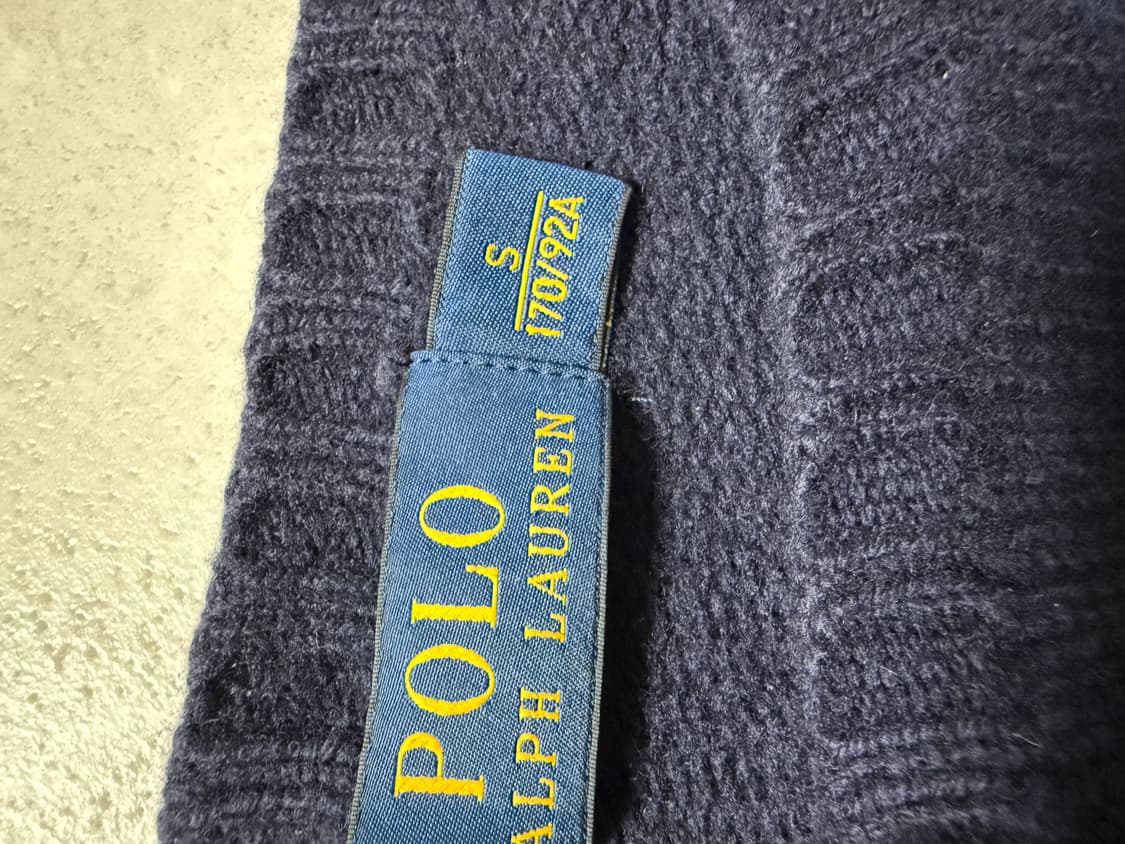 POLO
ALPH LAUREN
S
170/92A